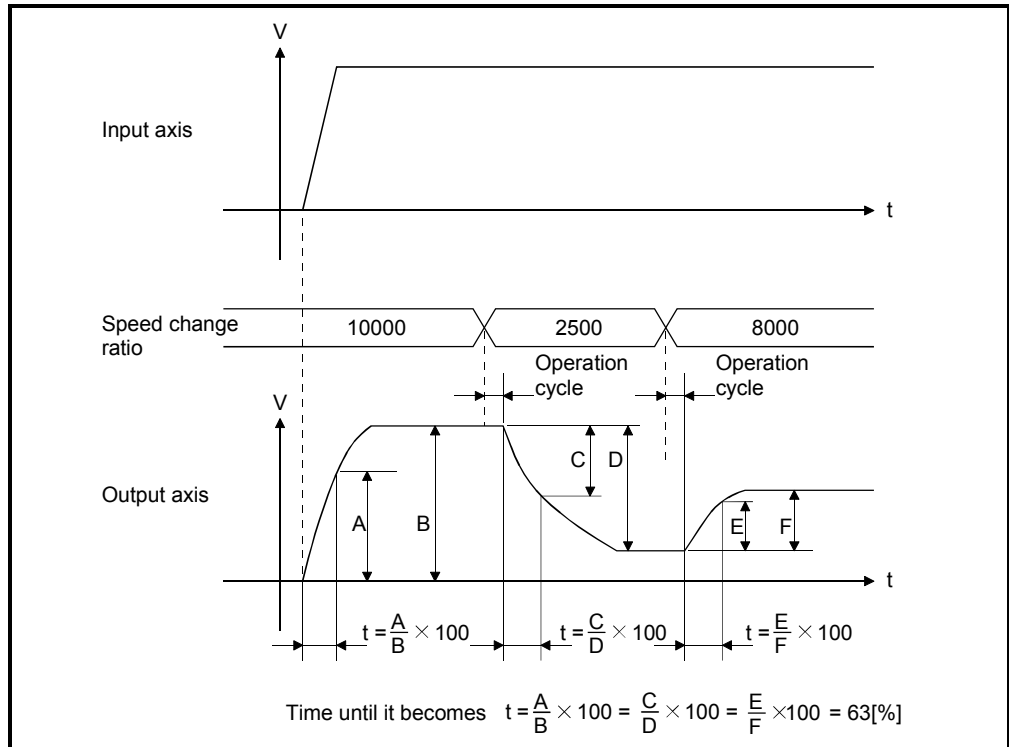 V
Input axis
t
Speed change
ratio
10000
2500
8000
Operation
cycle
Operation
cycle
V
Output axis
A
B
C
D
E
F
t
t = A/B × 100
t = C/D × 100
t = E/F × 100
Time until it becomes t = A/B × 100 = C/D × 100 = E/F ×100 = 63[%]